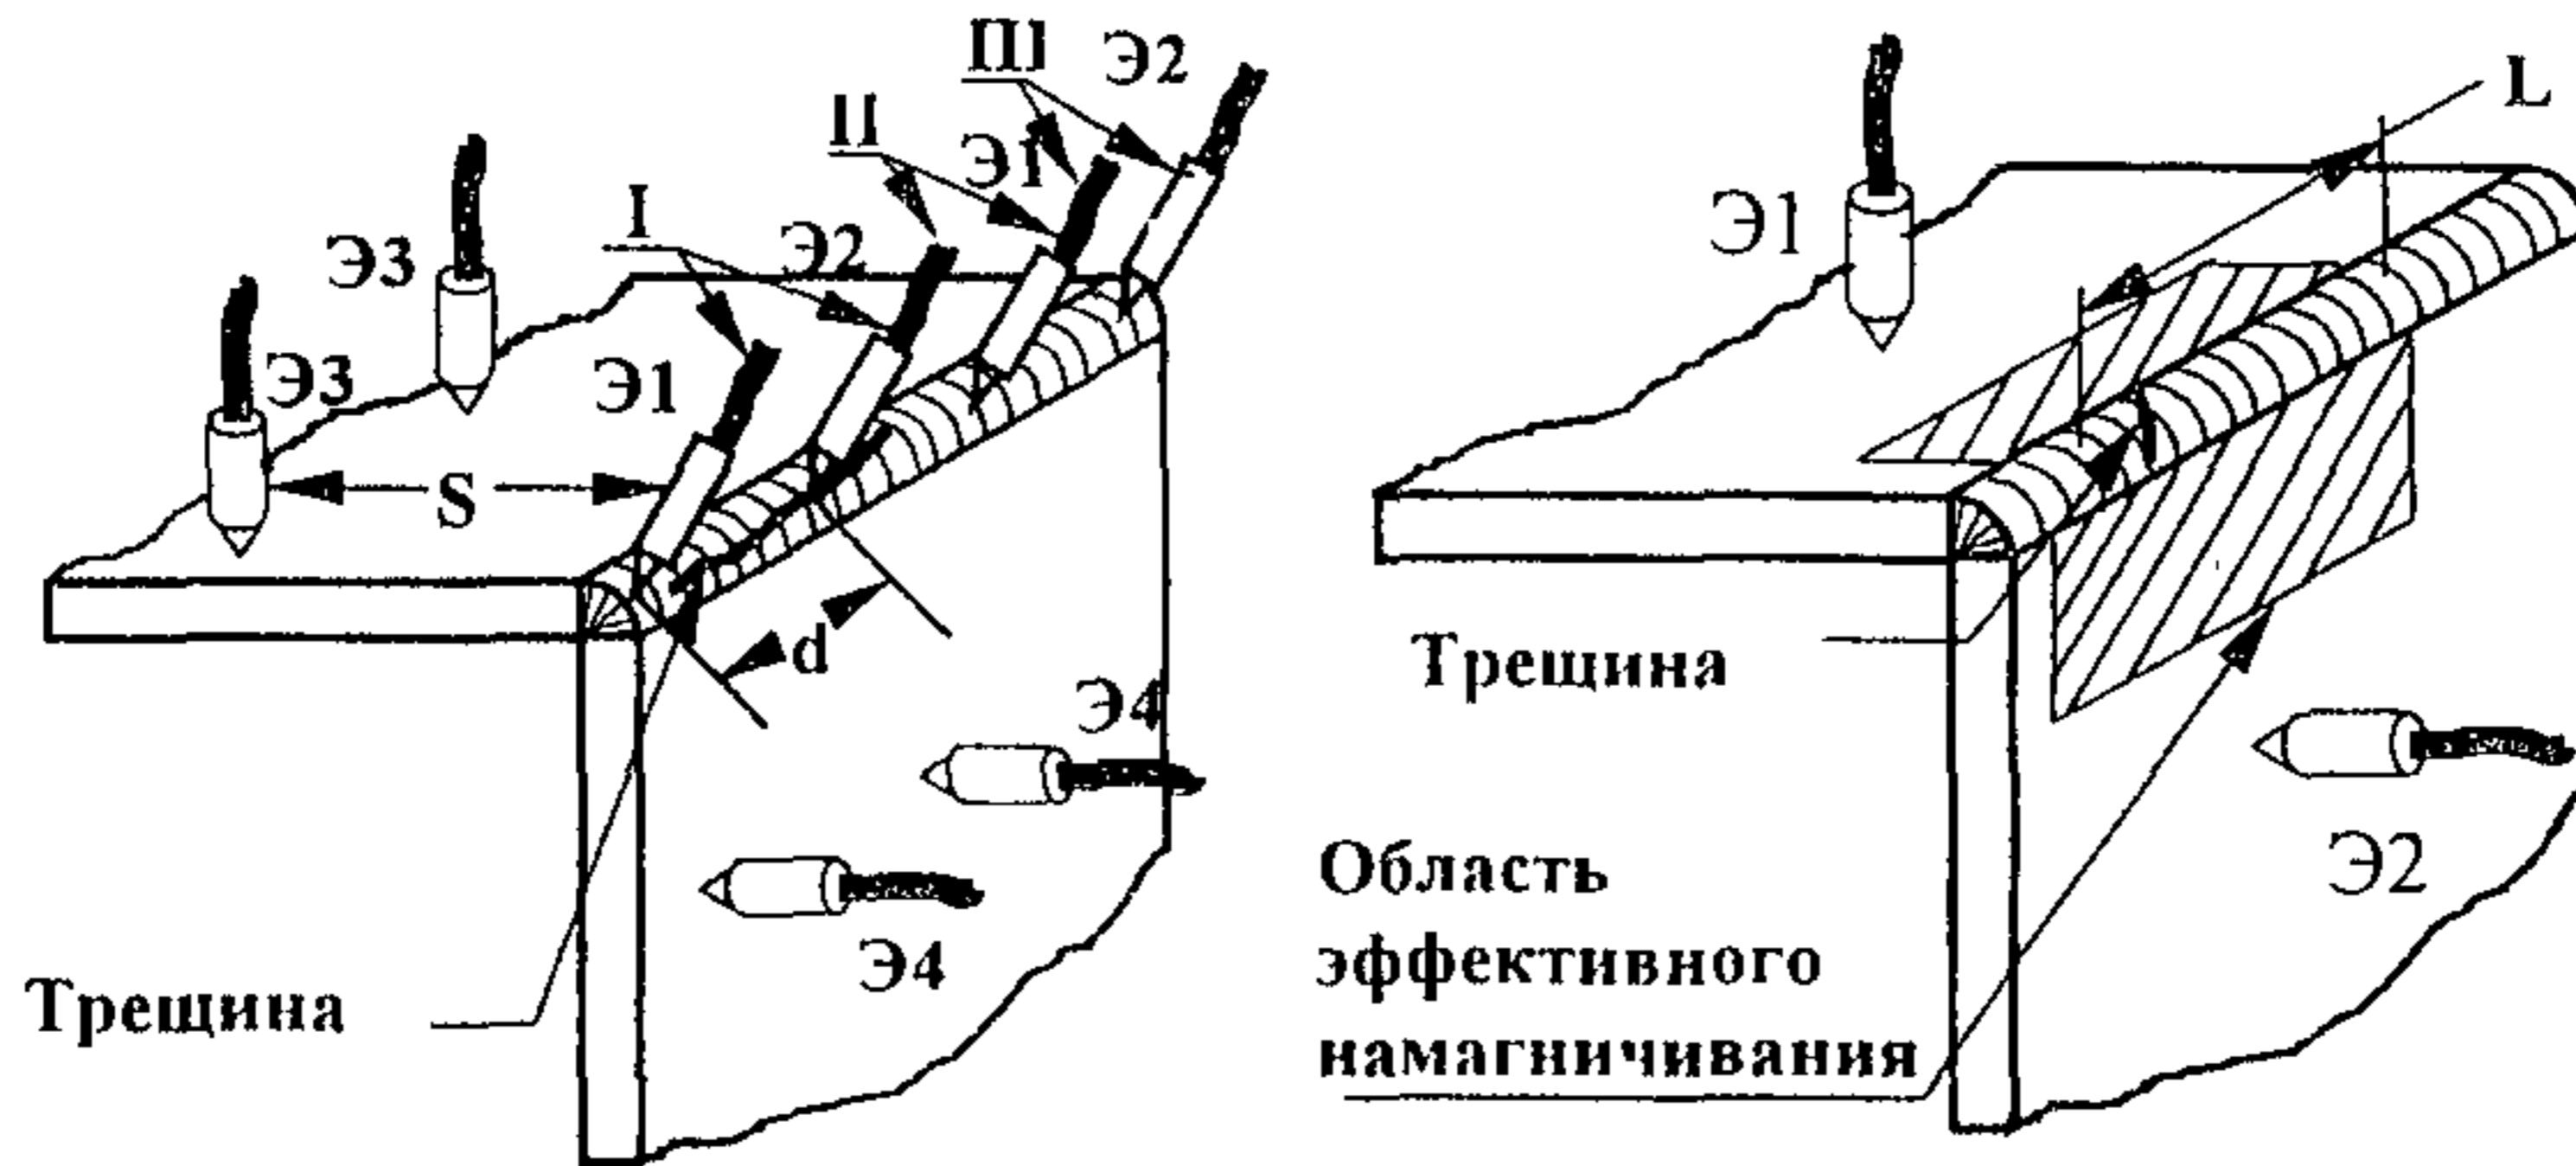 III
Э2
II
Э1
I
Э2
Э3
Э3
Э1
S
d
Э4
Э4
Трещина
L
Э1
Трещина
Область
эффективного
намагничивания
Э2